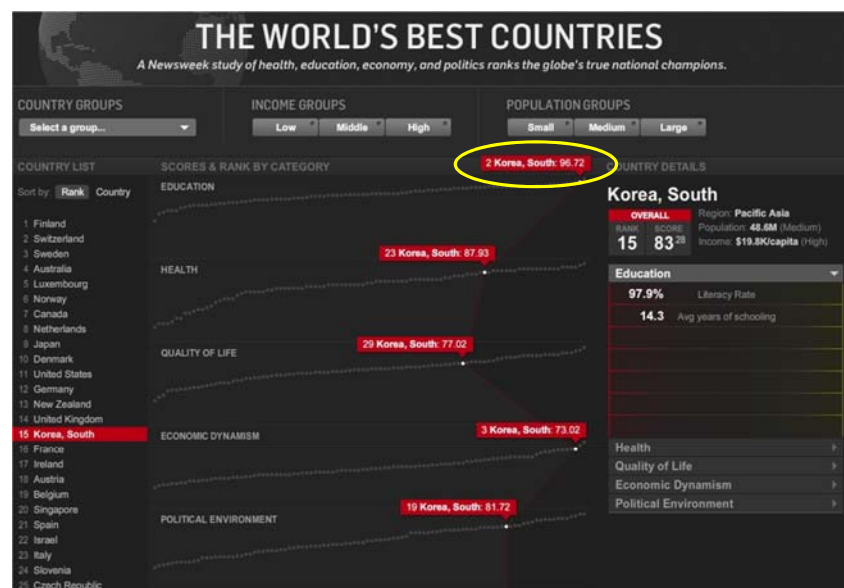 THE WORLD'S BEST COUNTRIES
A Newsweek study of health, education, economy, and politics ranks the globe's true national champions.
COUNTRY GROUPS
Select a group...
INCOME GROUPS
Low Middle High
POPULATION GROUPS
Small Medium Large
COUNTRY LIST
Sort by: Rank Country
1 Finland
2 Switzerland
3 Sweden
4 Australia
5 Luxembourg
6 Norway
7 Canada
8 Netherlands
9 Japan
10 Denmark
11 United States
12 Germany
13 New Zealand
14 United Kingdom
15 Korea, South
16 France
17 Ireland
18 Austria
19 Belgium
20 Singapore
21 Spain
22 Israel
23 Italy
24 Slovenia
25 Czech Republic
SCORES & RANK BY CATEGORY
2 Korea, South: 96.72
EDUCATION
23 Korea, South: 87.93
HEALTH
29 Korea, South: 77.02
QUALITY OF LIFE
3 Korea, South: 73.02
ECONOMIC DYNAMISM
19 Korea, South: 81.72
POLITICAL ENVIRONMENT
COUNTRY DETAILS
Korea, South
OVERALL
RANK SCORE
15 83 28
Region: Pacific Asia
Population: 48.6M (Medium)
Income: $19.8K/capita (High)
Education
97.9% Literacy Rate
14.3 Avg years of schooling
Health
Quality of Life
Economic Dynamism
Political Environment